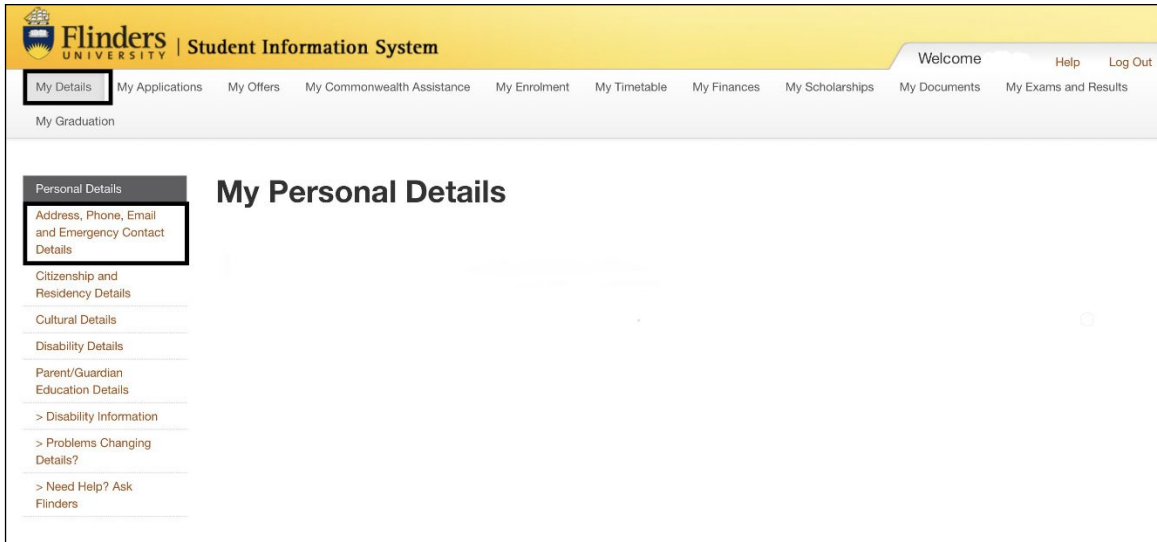 Flinders
UNIVERSITY | Student Information System
Welcome Help Log Out
My Details My Applications My Offers My Commonwealth Assistance My Enrolment My Timetable My Finances My Scholarships My Documents My Exams and Results
My Graduation
Personal Details
Address, Phone, Email
and Emergency Contact
Details
Citizenship and
Residency Details
Cultural Details
Disability Details
Parent/Guardian
Education Details
> Disability Information
> Problems Changing
Details?
> Need Help? Ask
Flinders
My Personal Details